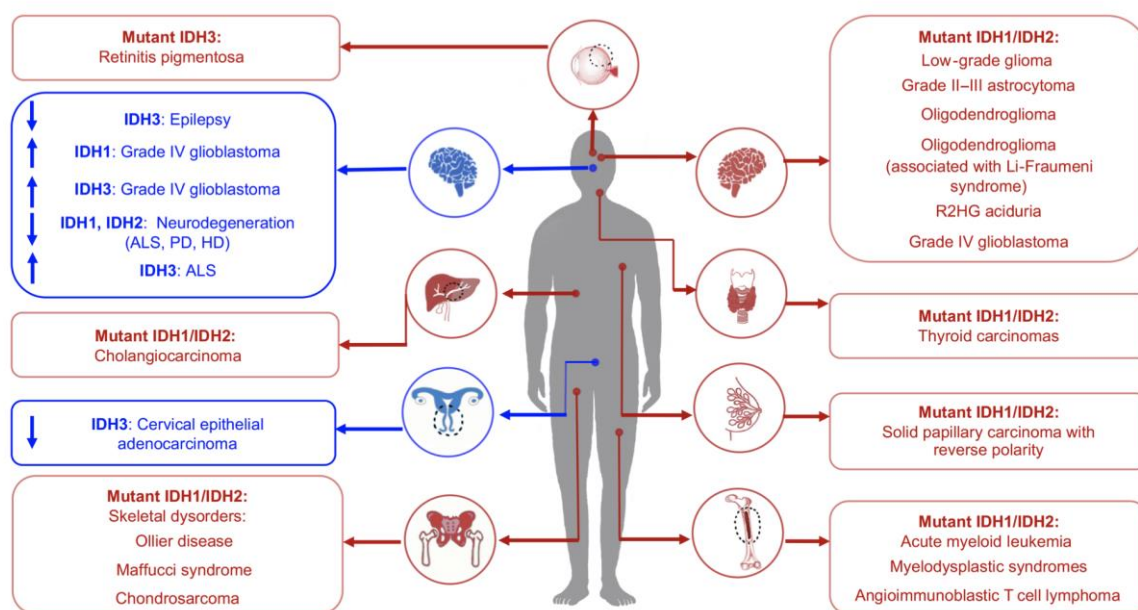 Mutant IDH3:
Retinitis pigmentosa
IDH3: Epilepsy
IDH1: Grade IV glioblastoma
IDH3: Grade IV glioblastoma
IDH1, IDH2: Neurodegeneration
(ALS, PD, HD)
IDH3: ALS
Mutant IDH1/IDH2:
Cholangiocarcinoma
IDH3: Cervical epithelial
adenocarcinoma
Mutant IDH1/IDH2:
Skeletal dysorders:
Ollier disease
Maffucci syndrome
Chondrosarcoma
Mutant IDH1/IDH2:
Low-grade glioma
Grade II–III astrocytoma
Oligodendroglioma
Oligodendroglioma
(associated with Li-Fraumeni
syndrome)
R2HG aciduria
Grade IV glioblastoma
Mutant IDH1/IDH2:
Thyroid carcinomas
Mutant IDH1/IDH2:
Solid papillary carcinoma with
reverse polarity
Mutant IDH1/IDH2:
Acute myeloid leukemia
Myelodysplastic syndromes
Angioimmunoblastic T cell lymphoma